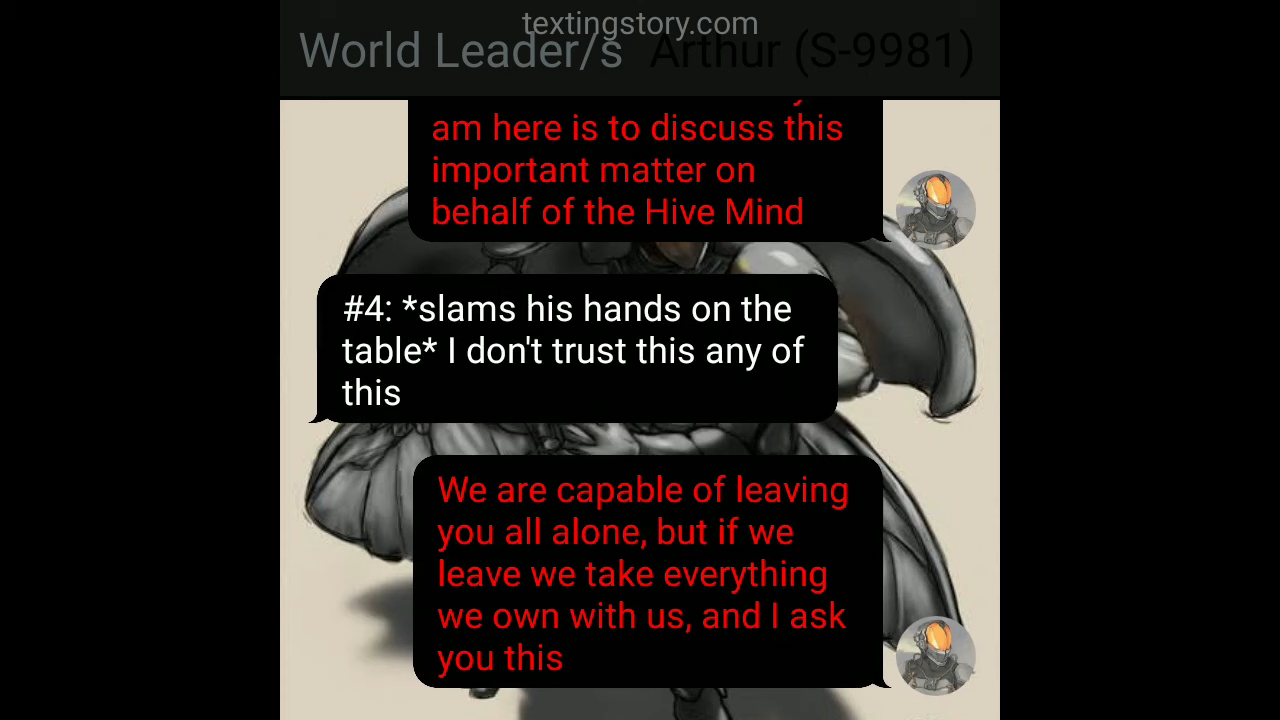 textingstory.com
World Leader/s Arthur (S-9981)
am here is to discuss this
important matter on
behalf of the Hive Mind
#4: *slams his hands on the
table* I don't trust this any of
this
We are capable of leaving
you all alone, but if we
leave we take everything
we own with us, and I ask
you this